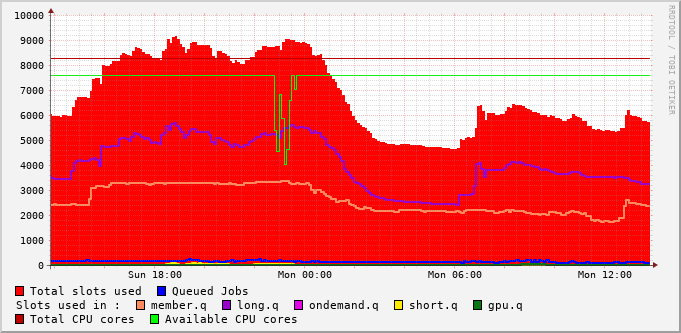 10000
9000
8000
7000
6000
5000
4000
3000
2000
1000
0
Sun 18:00 Mon 00:00 Mon 06:00 Mon 12:00
RRDTOOL / TOBI OETIKER
Total slots used Queued Jobs
Slots used in : member.q long.q ondemand.q short.q gpu.q
Total CPU cores Available CPU cores